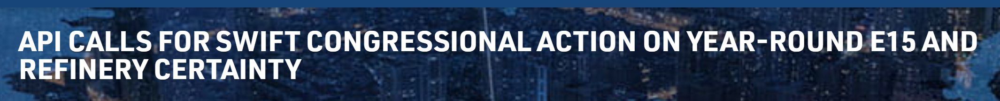 API CALLS FOR SWIFT CONGRESSIONAL ACTION ON YEAR-ROUND E15 AND
REFINERY CERTAINTY